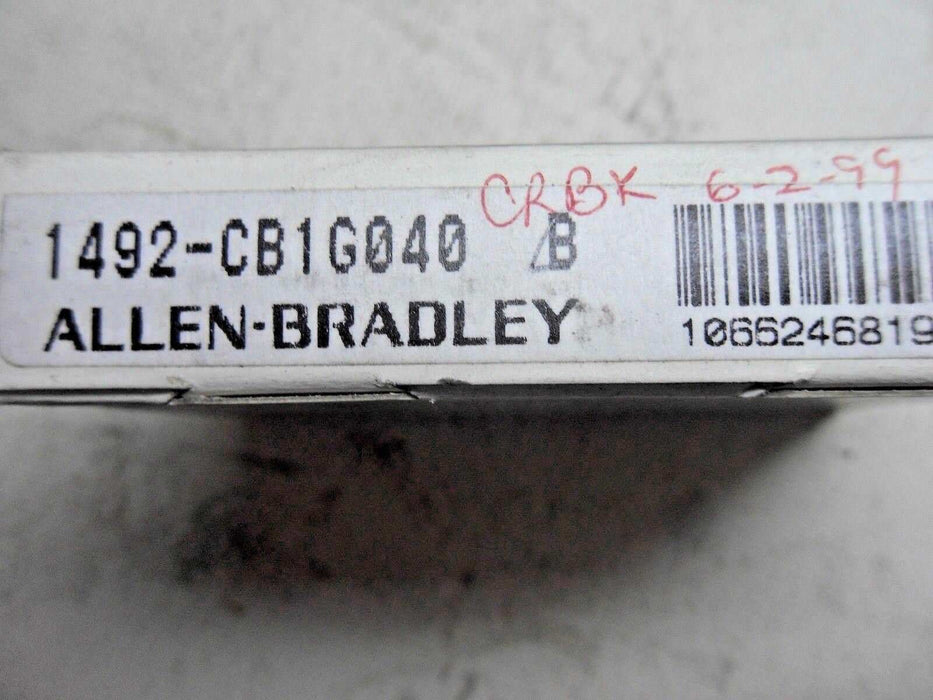 CRBK 6-2-99
1492-CB1G040 B
ALLEN-BRADLEY
1066246819